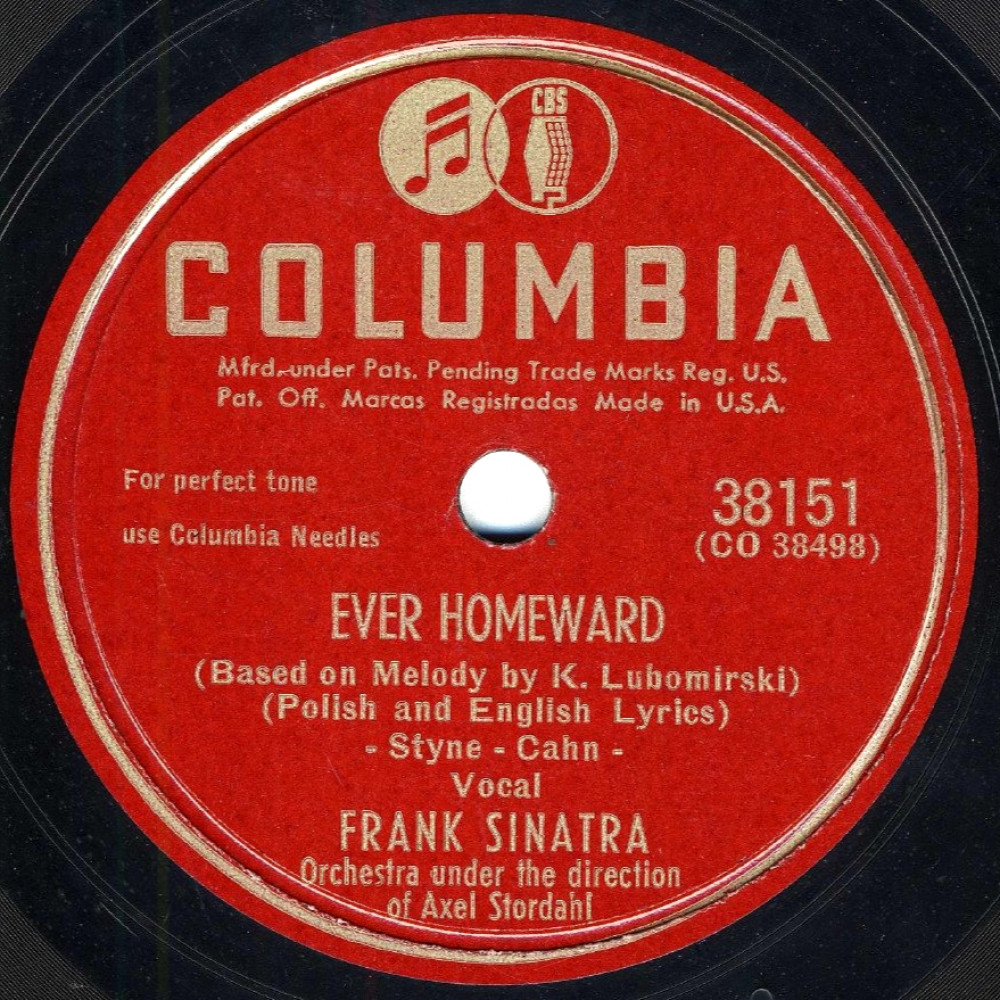 CBS
COLUMBIA
Mfrd. under Pats. Pending Trade Marks Reg. U.S.
Pat. Off. Marcas Registradas Made in U.S.A.
For perfect tone
use Columbia Needles
38151
(CO 38498)
EVER HOMEWARD
(Based on Melody by K. Lubomirski)
(Polish and English Lyrics)
- Styne - Cahn -
Vocal
FRANK SINATRA
Orchestra under the direction
of Axel Stordahl